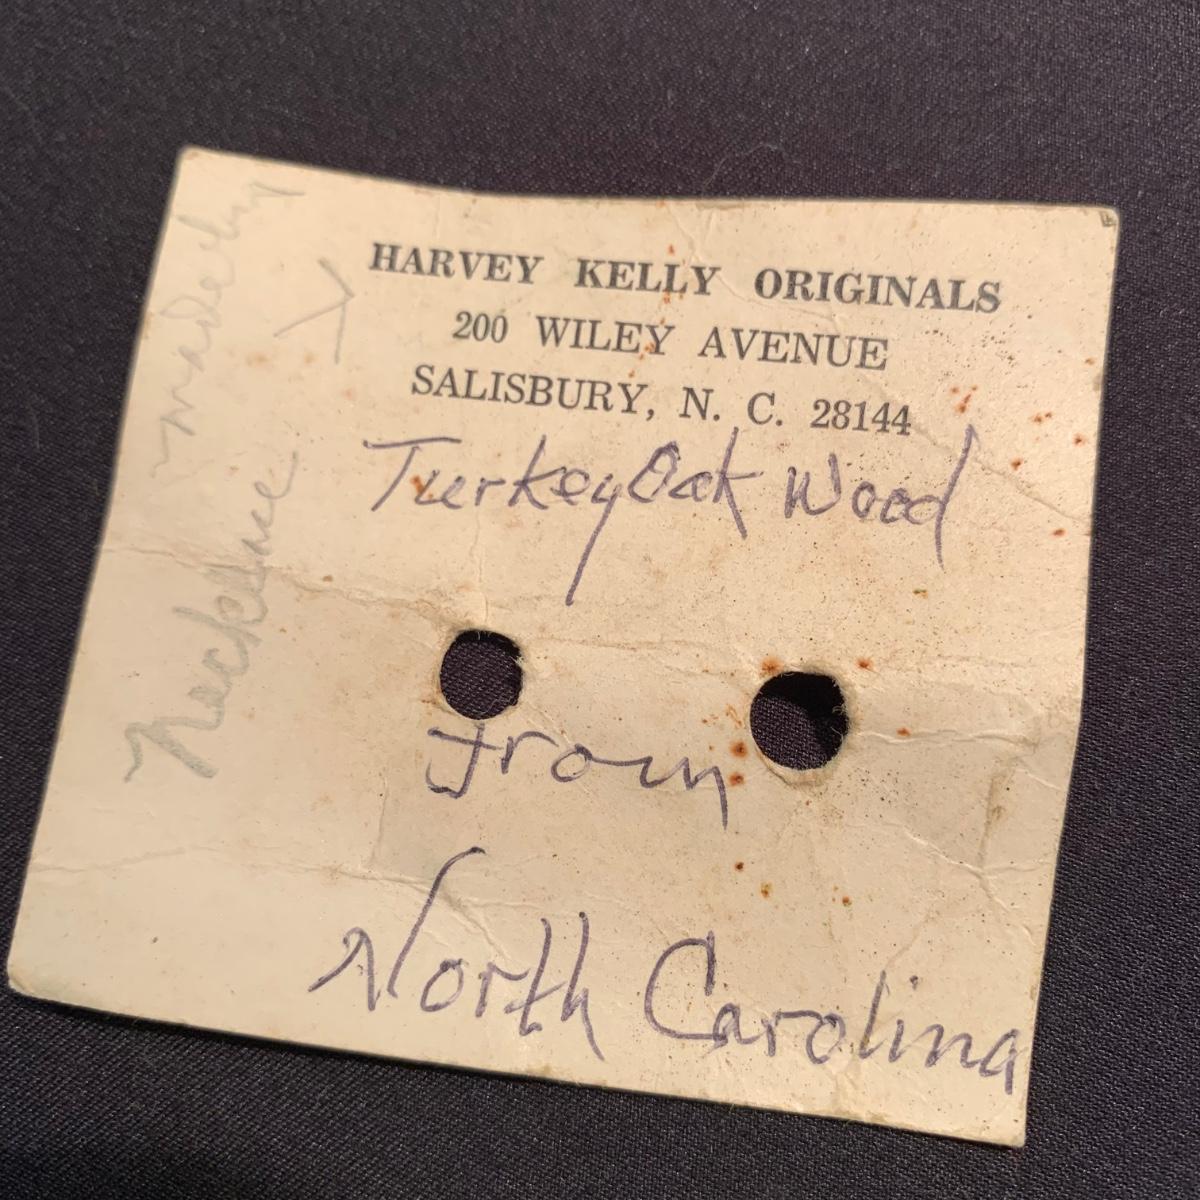 HARVEY KELLY ORIGINALS
200 WILEY AVENUE
SALISBURY, N. C. 28144
Turkey Oak Wood
from
North Carolina
Necklace made by